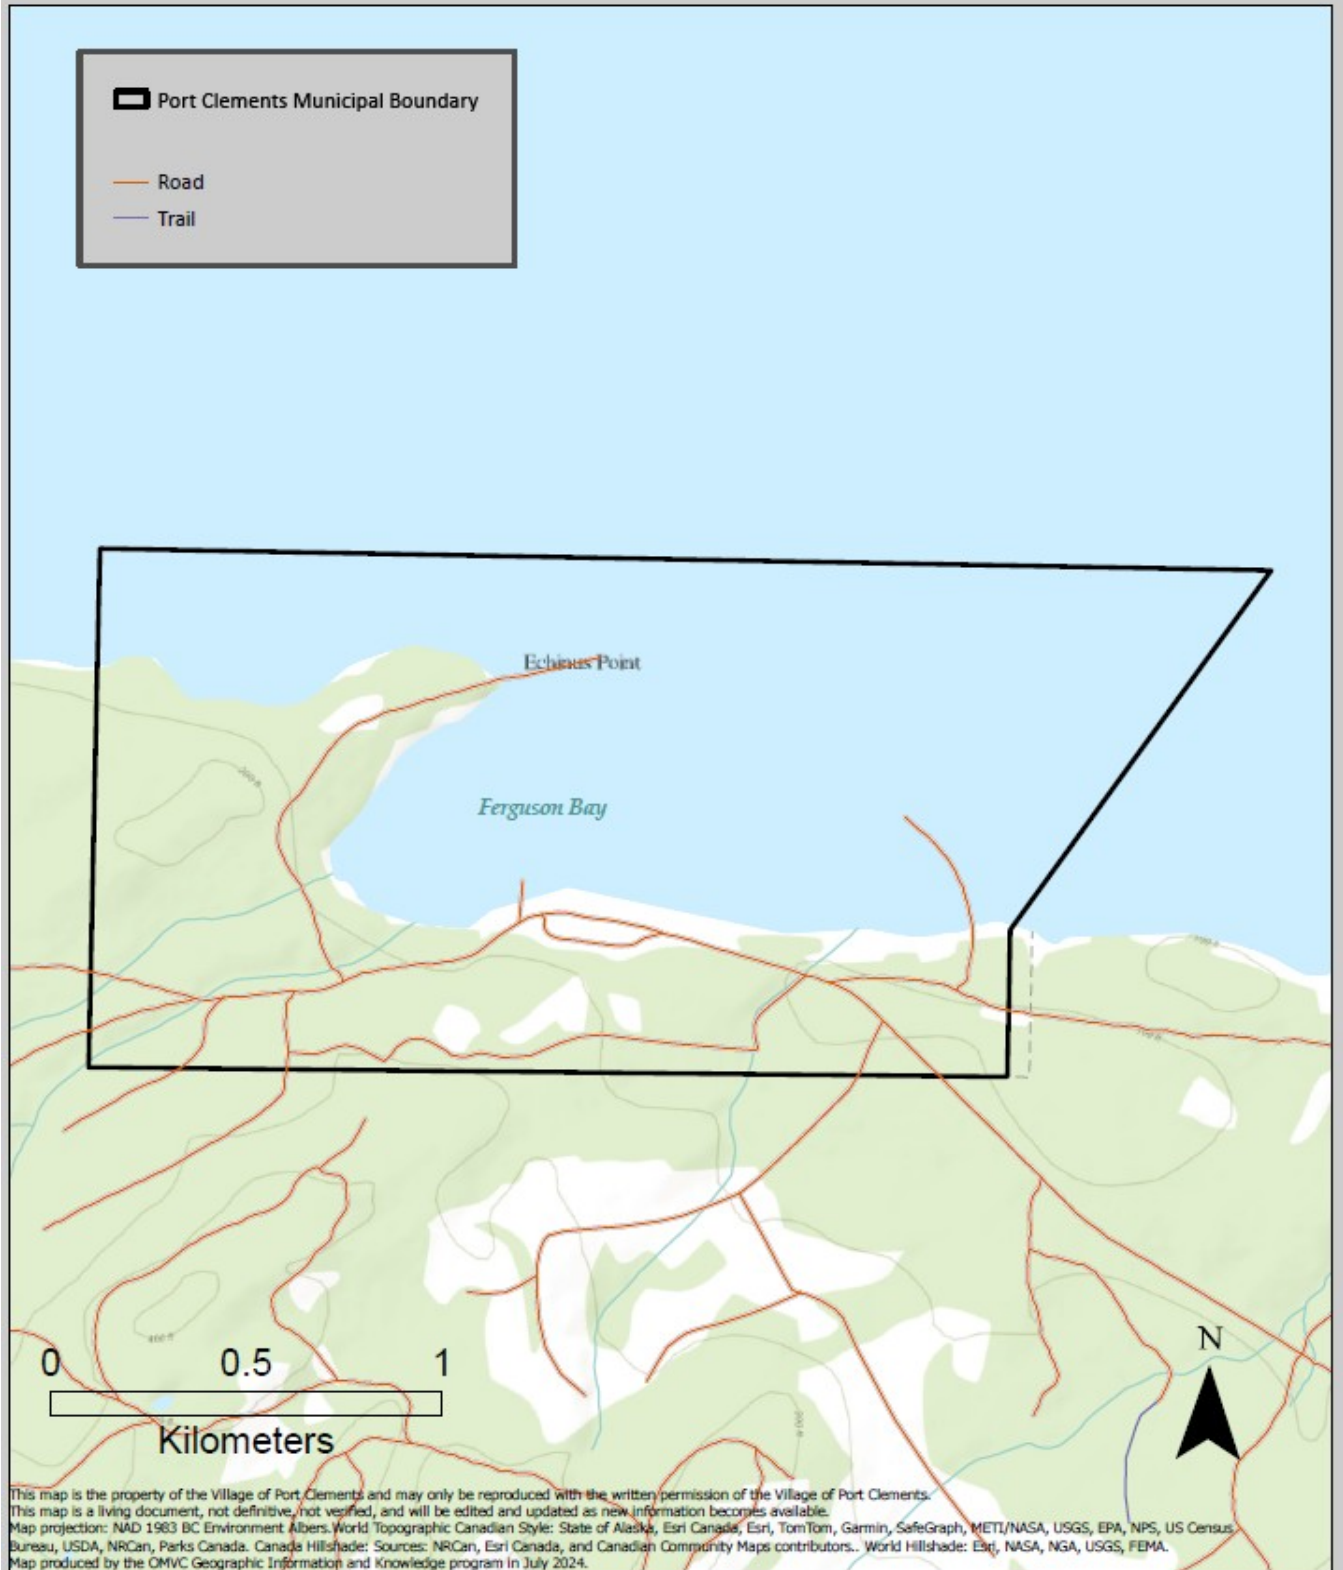 Port Clements Municipal Boundary
Road
Trail
Echinus Point
Ferguson Bay
0 0.5 1
Kilometers
N
This map is the property of the Village of Port Clements and may only be reproduced with the written permission of the Village of Port Clements.
This map is a living document, not definitive, not verified, and will be edited and updated as new information becomes available.
Map projection: NAD 1983 BC Environment Albers.World Topographic Canadian Style: State of Alaska, Esri Canada, Esri, TomTom, Garmin, SafeGraph, METI/NASA, USGS, EPA, NPS, US Census
Bureau, USDA, NRCan, Parks Canada. Canada Hillshade: Sources: NRCan, Esri Canada, and Canadian Community Maps contributors.. World Hillshade: Esri, NASA, NGA, USGS, FEMA.
Map produced by the OMVC Geographic Information and Knowledge program in July 2024.